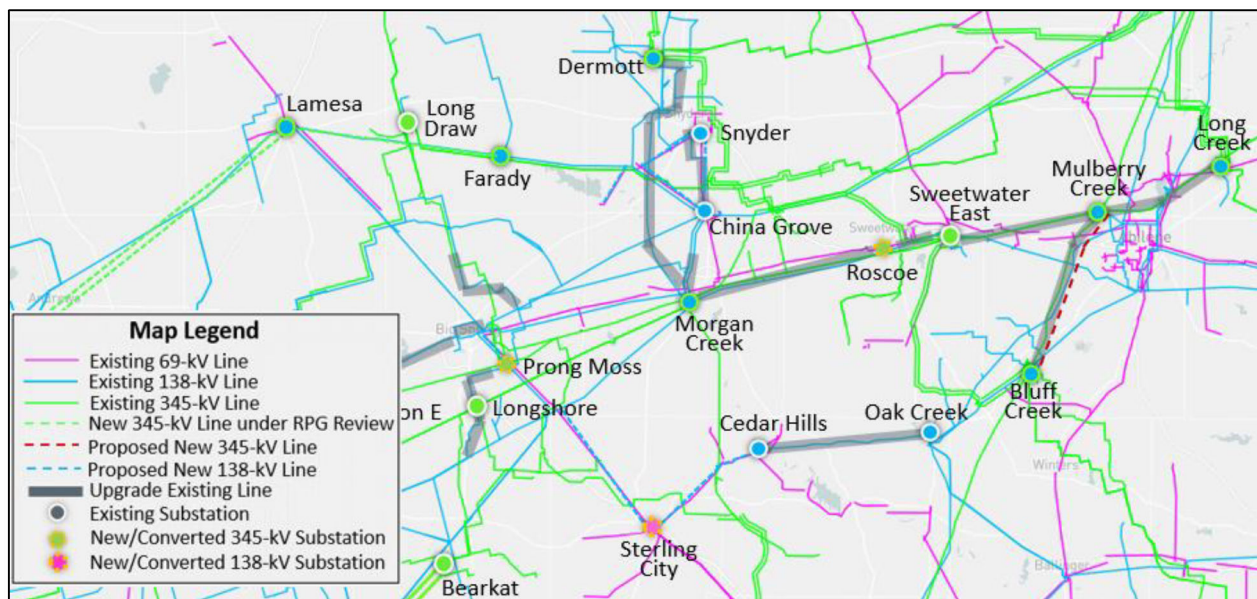 Dermott
Lamesa
Long
Draw
Snyder
Farady
Long
Creek
Mulberry
Creek
Sweetwater
East
China Grove
Roscoe
Morgan
Creek
Prong Moss
Longshore
on E
Bluff
Creek
Cedar Hills
Oak Creek
Winters
Sterling
City
Bearkat
Map Legend
Existing 69-kV Line
Existing 138-kV Line
Existing 345-kV Line
New 345-kV Line under RPG Review
Proposed New 345-kV Line
Proposed New 138-kV Line
Upgrade Existing Line
Existing Substation
New/Converted 345-kV Substation
New/Converted 138-kV Substation